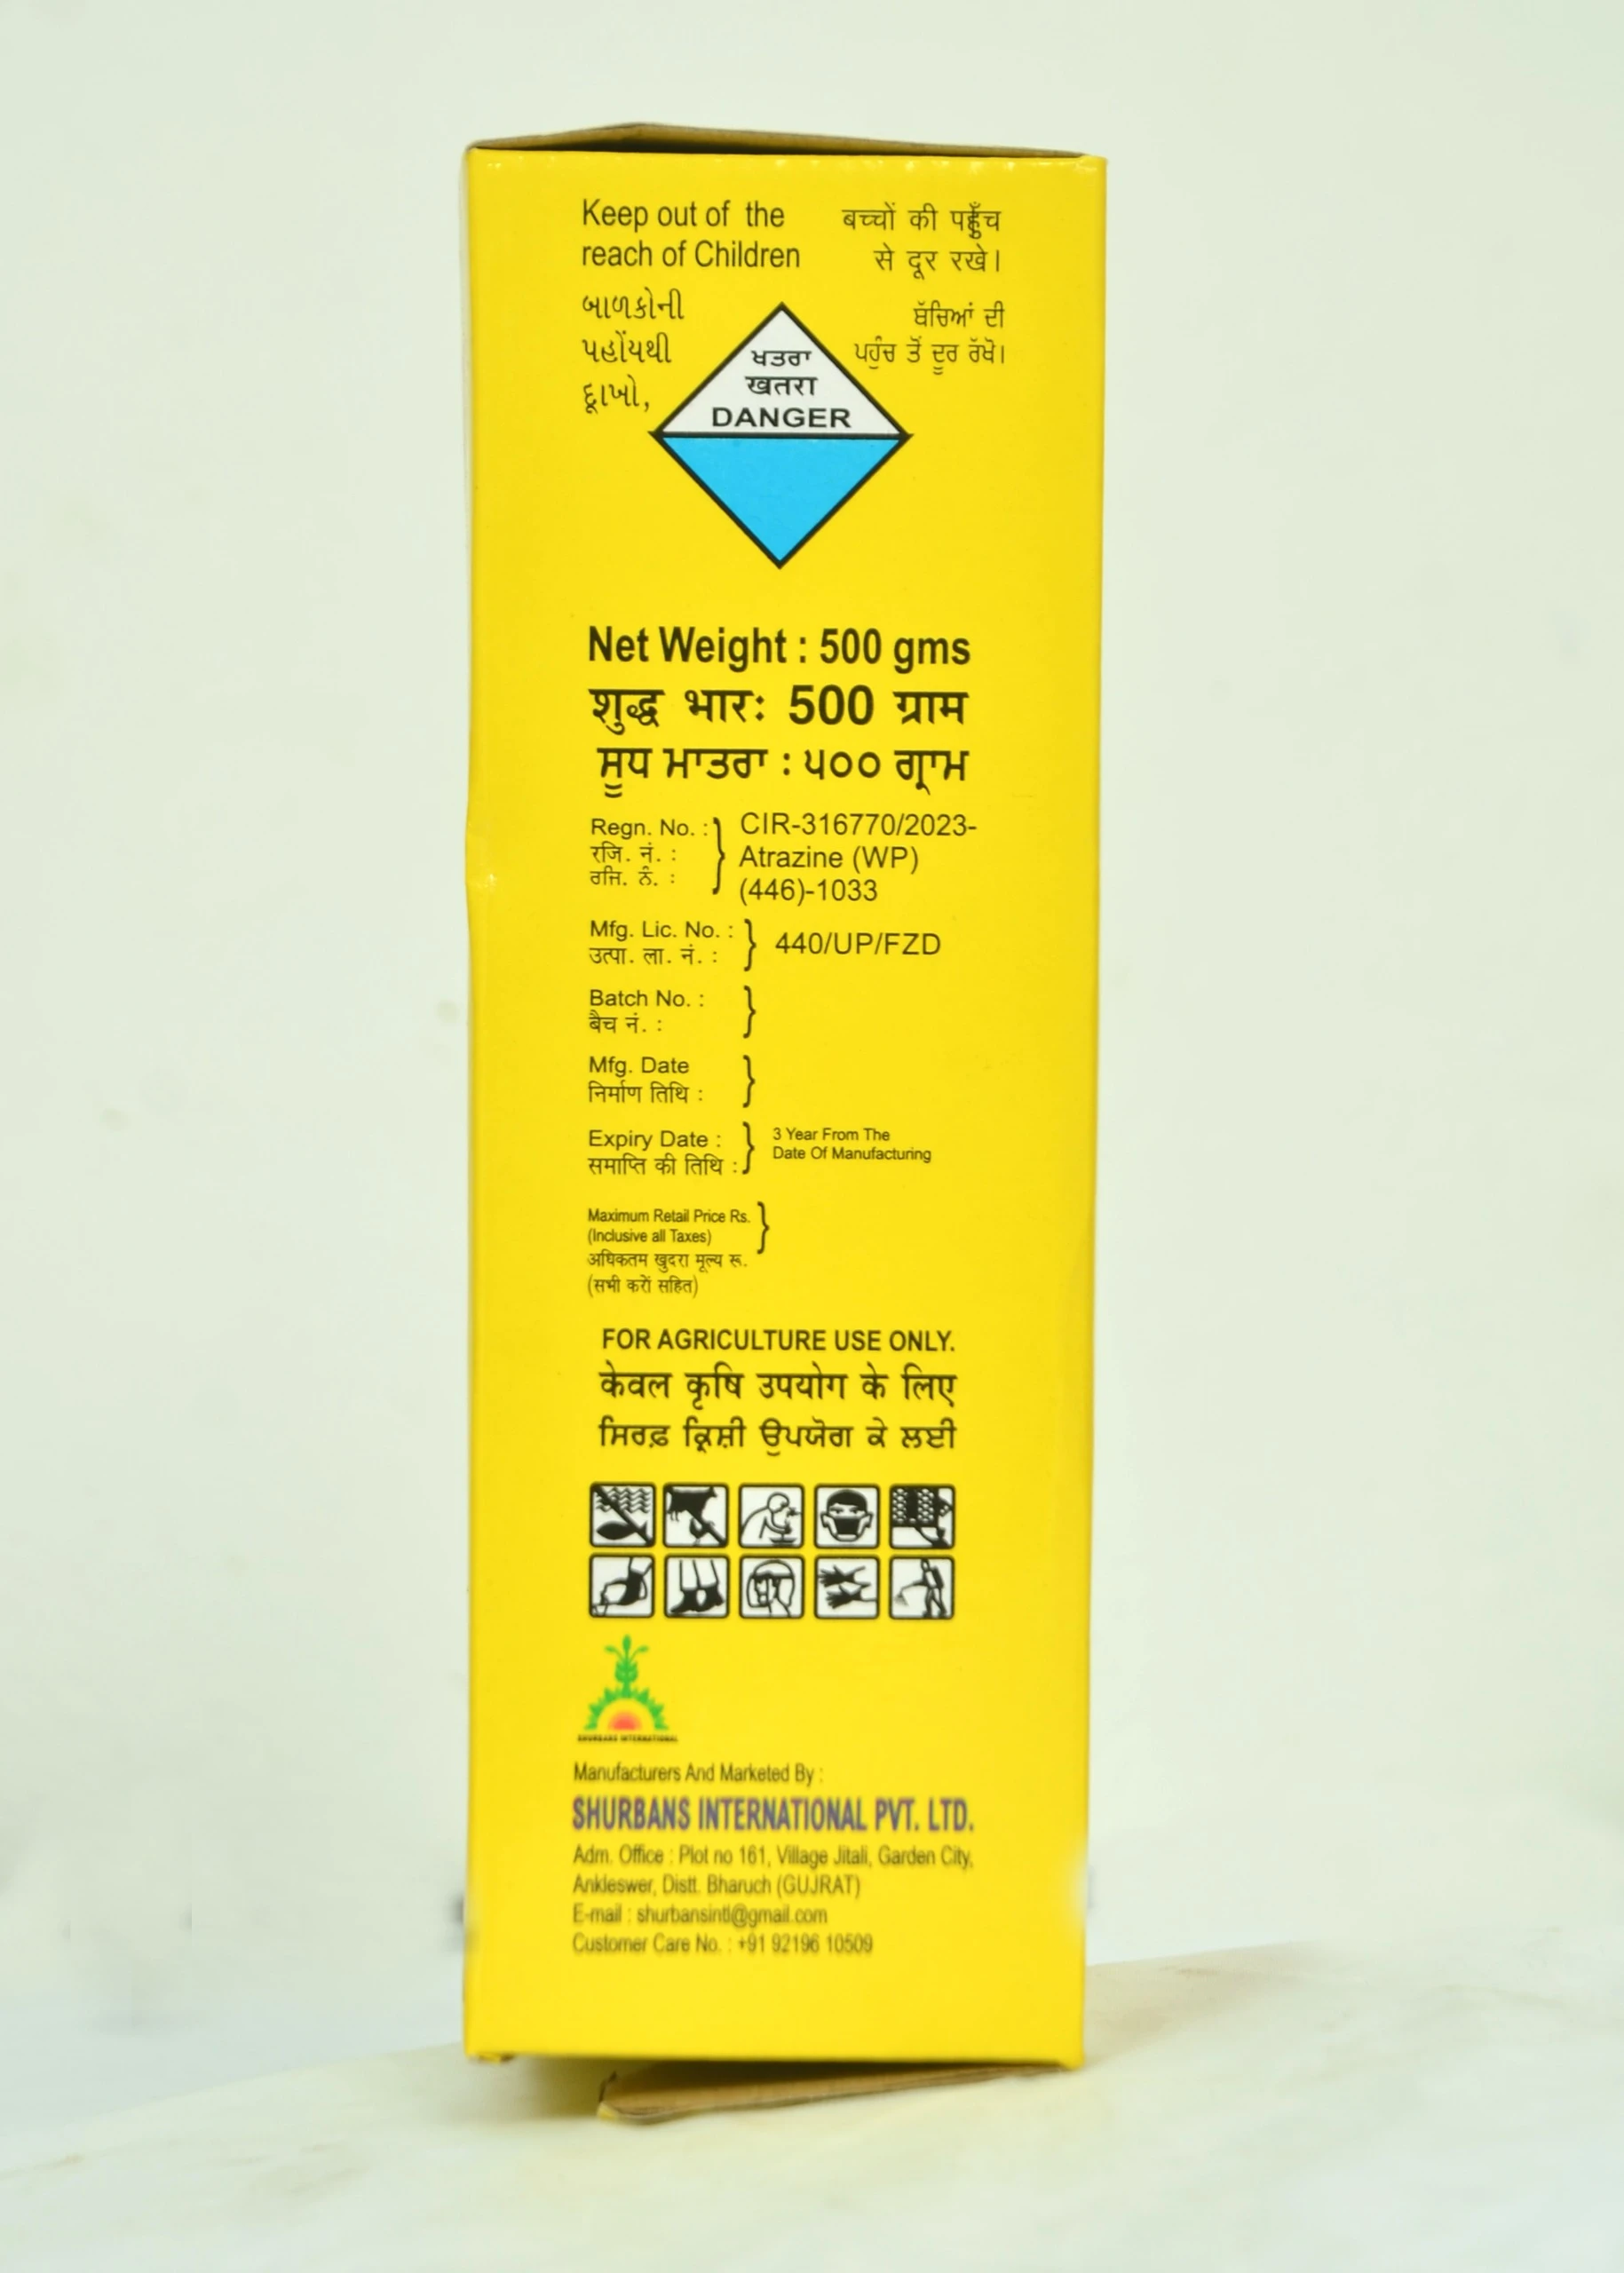 Keep out of the
reach of Children
बच्चों की पहुँच
से दूर रखे।
બાળકોની
પહોંયથી
દૂાખો,
ਬੱਚਿਆਂ ਦੀ
ਪਹੁੰਚ ਤੋਂ ਦੂਰ ਰੱਖੋ।
ਖਤਰਾ
खतरा
DANGER
Net Weight : 500 gms
शुद्ध भारः 500 ग्राम
ਸੂਧ ਮਾਤਰਾ : ੫੦੦ ਗ੍ਰਾਮ
Regn. No. :
रजि. नं. :
ਰਜਿ. ਨੰ. :
CIR-316770/2023-
Atrazine (WP)
(446)-1033
Mfg. Lic. No. :
उत्पा. ला. नं. :
440/UP/FZD
Batch No. :
बैच नं. :
Mfg. Date
निर्माण तिथि :
Expiry Date :
समाप्ति की तिथि :
3 Year From The
Date Of Manufacturing
Maximum Retail Price Rs.
(Inclusive all Taxes)
अधिकतम खुदरा मूल्य रू.
(सभी करों सहित)
FOR AGRICULTURE USE ONLY.
केवल कृषि उपयोग के लिए
ਸਿਰਫ਼ ਕ੍ਰਿਸ਼ੀ ਉਪਯੋਗ ਕੇ ਲਈ
SHURBANS INTERNATIONAL
Manufacturers And Marketed By :
SHURBANS INTERNATIONAL PVT. LTD.
Adm. Office : Plot no 161, Village Jitali, Garden City,
Ankleswer, Distt. Bharuch (GUJRAT)
E-mail : shurbansintl@gmail.com
Customer Care No. : +91 92196 10509